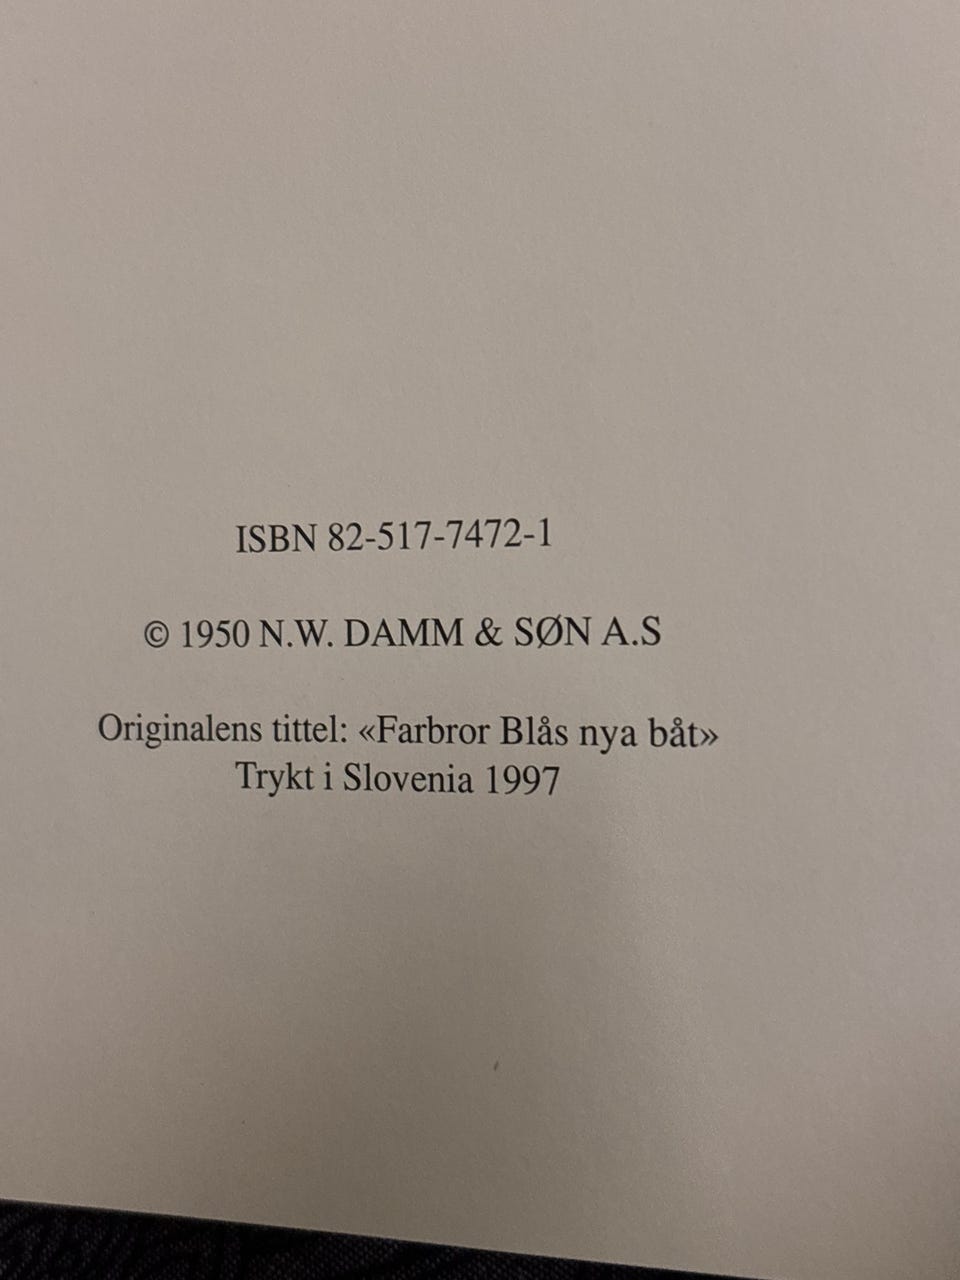 ISBN 82-517-7472-1
© 1950 N.W. DAMM & SØN A.S
Originalens tittel: «Farbror Blås nya båt»
Trykt i Slovenia 1997